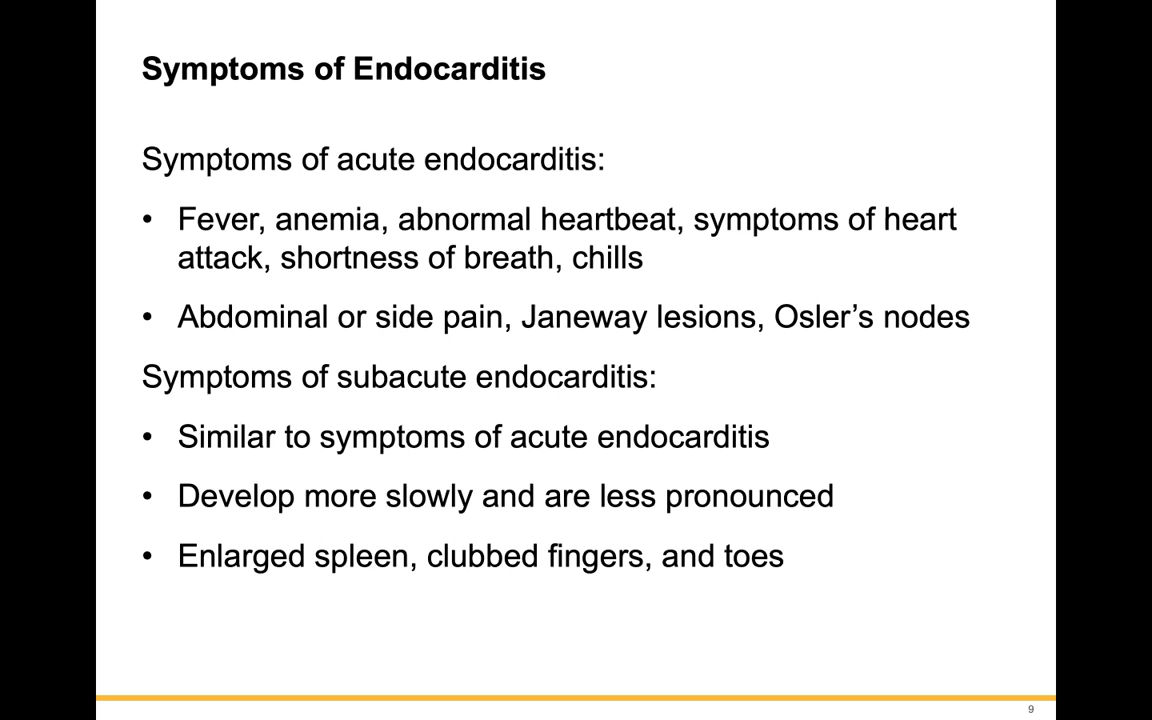 Symptoms of Endocarditis
Symptoms of acute endocarditis:
• Fever, anemia, abnormal heartbeat, symptoms of heart
attack, shortness of breath, chills
• Abdominal or side pain, Janeway lesions, Osler’s nodes
Symptoms of subacute endocarditis:
• Similar to symptoms of acute endocarditis
• Develop more slowly and are less pronounced
• Enlarged spleen, clubbed fingers, and toes
9